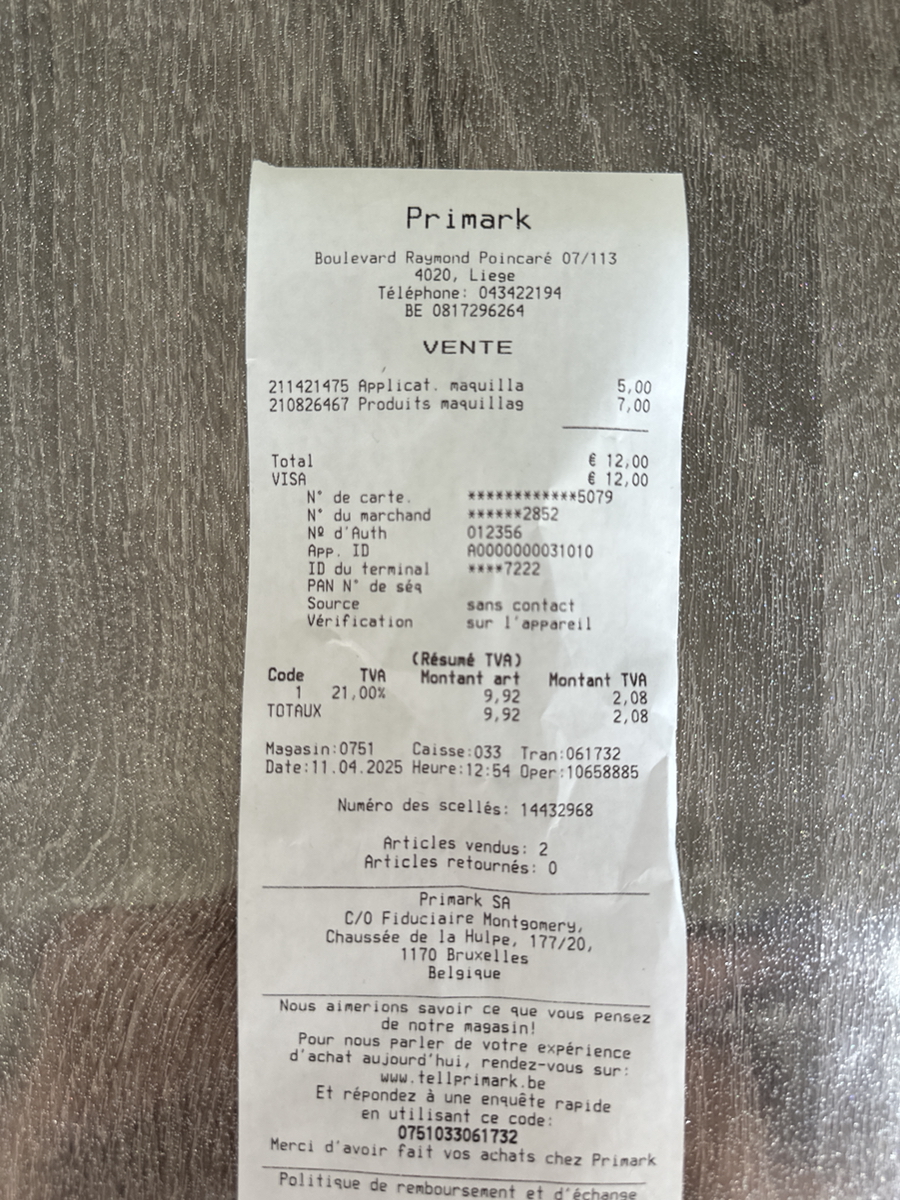 Primark
Boulevard Raymond Poincaré 07/113
4020, Liege
Téléphone: 043422194
BE 0817296264
VENTE
211421475 Applicat. maquilla 5,00
210826467 Produits maquillag 7,00
Total € 12,00
VISA € 12,00
N° de carte. ************5079
N° du marchand ******2852
Nº d'Auth 012356
App. ID A0000000031010
ID du terminal ****7222
PAN N° de séq
Source sans contact
Vérification sur l'appareil
(Résumé TVA)
Code TVA Montant art Montant TVA
1 21,00% 9,92 2,08
TOTAUX 9,92 2,08
Magasin:0751 Caisse:033 Tran:061732
Date:11.04.2025 Heure:12:54 Oper:10658885
Numéro des scellés: 14432968
Articles vendus: 2
Articles retournés: 0
Primark SA
C/O Fiduciaire Montgomery,
Chaussée de la Hulpe, 177/20,
1170 Bruxelles
Belgique
Nous aimerions savoir ce que vous pensez
de notre magasin!
Pour nous parler de votre expérience
d'achat aujourd'hui, rendez-vous sur:
www.tellprimark.be
Et répondez à une enquête rapide
en utilisant ce code:
0751033061732
Merci d'avoir fait vos achats chez Primark
Politique de remboursement et d'échange